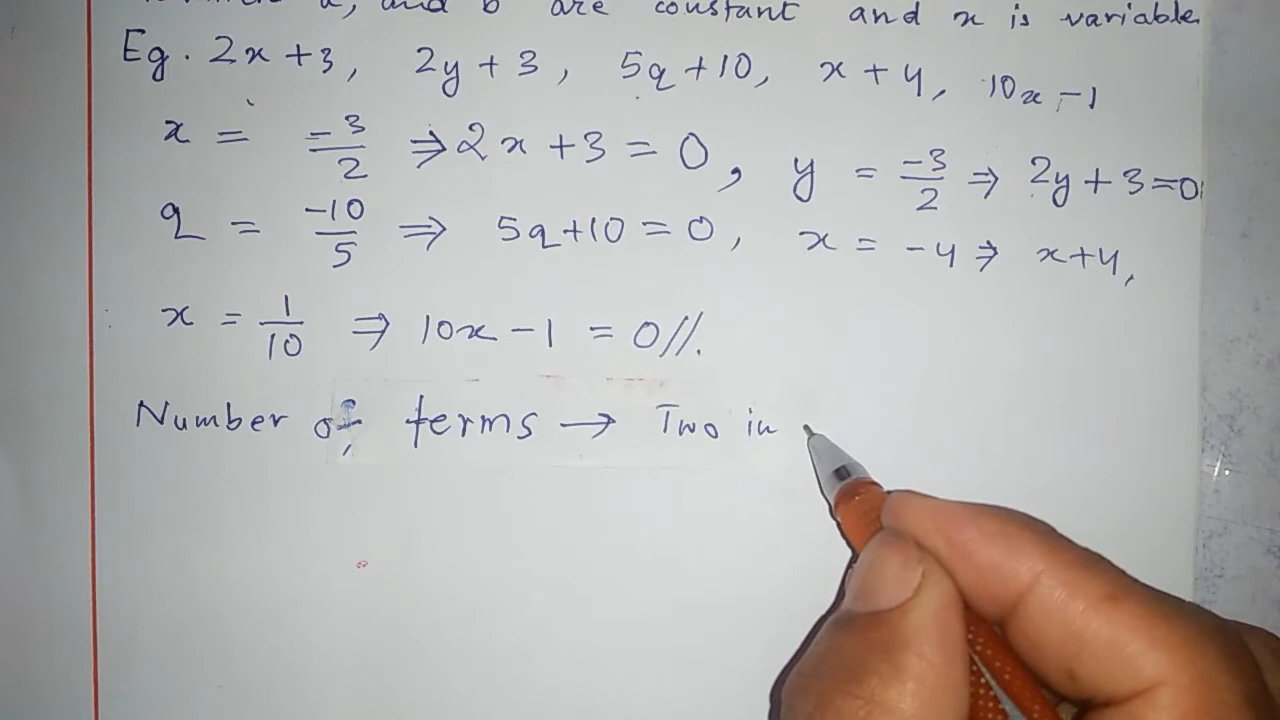 a, and b are constant and x is variable.
Eg. 2x+3, 2y+3, 5q+10, x+4, 10x-1
x = -3/2 ⇒ 2x+3=0, y = -3/2 ⇒ 2y+3=0
q = -10/5 ⇒ 5q+10=0, x = -4 ⇒ x+4,
x = 1/10 ⇒ 10x-1 = 0//.
Number of terms → Two in